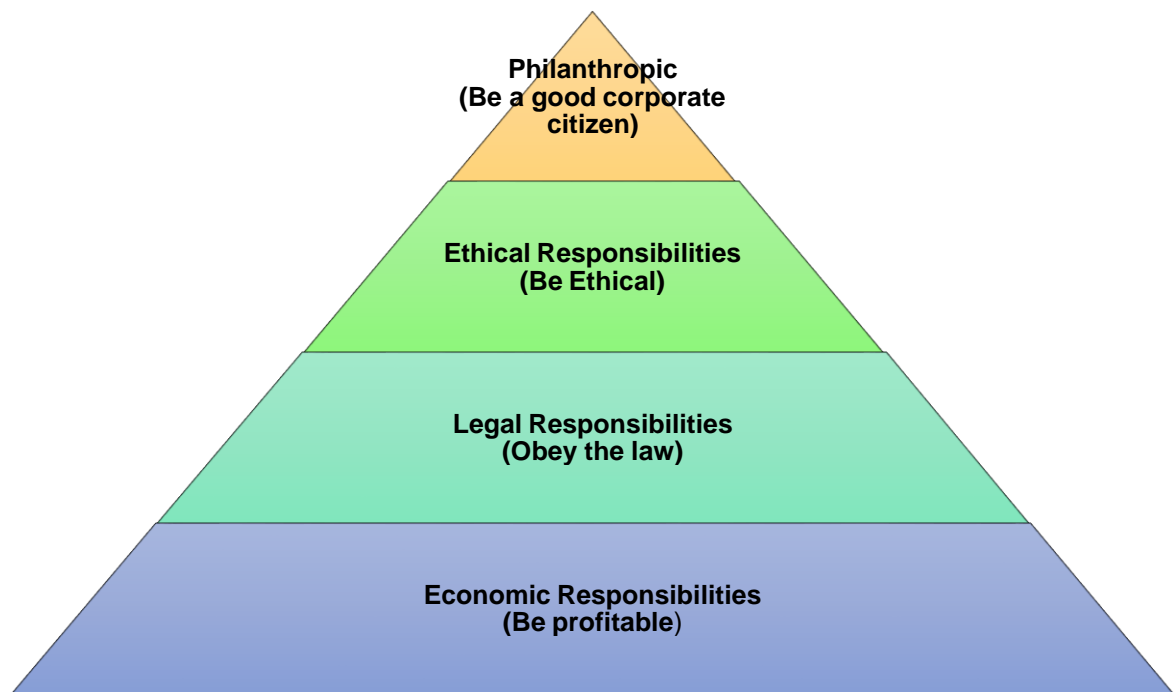 Philanthropic
(Be a good corporate
citizen)
Ethical Responsibilities
(Be Ethical)
Legal Responsibilities
(Obey the law)
Economic Responsibilities
(Be profitable)